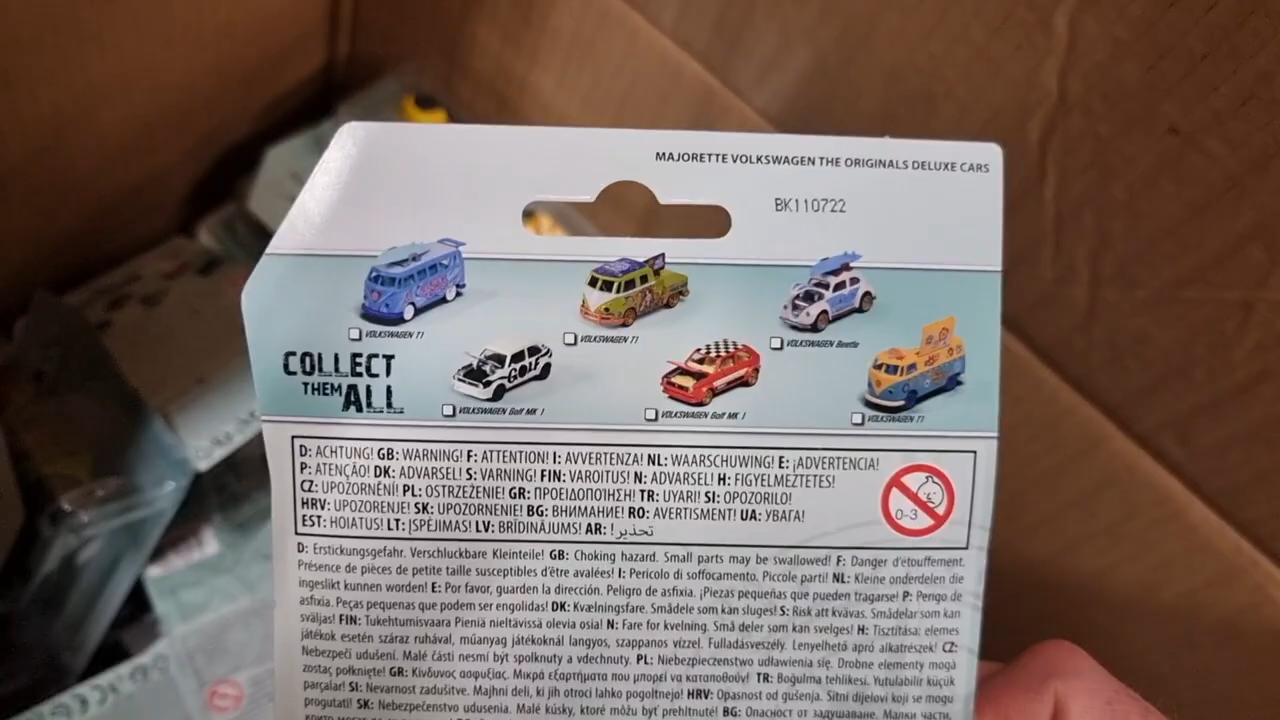 MAJORETTE VOLKSWAGEN THE ORIGINALS DELUXE CARS
BK110722
VOLKSWAGEN T1
VOLKSWAGEN T1
VOLKSWAGEN Beetle
COLLECT
THEM ALL
GOLF
VOLKSWAGEN Golf MK I
VOLKSWAGEN Golf MK I
VOLKSWAGEN T1
D: ACHTUNG! GB: WARNING! F: ATTENTION! I: AVVERTENZA! NL: WAARSCHUWING! E: ¡ADVERTENCIA!
P: ATENÇÃO! DK: ADVARSEL! S: VARNING! FIN: VAROITUS! N: ADVARSEL! H: FIGYELMEZTETES!
CZ: UPOZORNĚNÍ! PL: OSTRZEŻENIE! GR: ΠΡΟΕΙΔΟΠΟΊΗΣΗ! TR: UYARI! SI: OPOZORILO!
HRV: UPOZORENJE! SK: UPOZORNENIE! BG: ВНИМАНИЕ! RO: AVERTISMENT! UA: УВАГА!
EST: HOIATUS! LT: ĮSPĖJIMAS! LV: BRĪDINĀJUMS! AR: تحذير!
0-3
D: Erstickungsgefahr. Verschluckbare Kleinteile! GB: Choking hazard. Small parts may be swallowed! F: Danger d'étouffement.
Présence de pièces de petite taille susceptibles d'être avalées! I: Pericolo di soffocamento. Piccole parti! NL: Kleine onderdelen die
ingeslikt kunnen worden! E: Por favor, guarden la dirección. Peligro de asfixia. ¡Piezas pequeñas que pueden tragarse! P: Perigo de
asfixia. Peças pequenas que podem ser engolidas! DK: Kvælningsfare. Smådele som kan sluges! S: Risk att kvävas. Smådelar som kan
sväljas! FIN: Tukehtumisvaara Pieniä nieltävissä olevia osia! N: Fare for kvelning. Små deler som kan svelges! H: Tisztítása: elemes
játékok esetén száraz ruhával, műanyag játékoknál langyos, szappanos vízzel. Fulladásveszély. Lenyelhető apró alkatrészek! CZ:
Nebezpečí udušení. Malé části nesmí být spolknuty a vdechnuty. PL: Niebezpieczenstwo udławienia się. Drobne elementy mogą
zostać połknięte! GR: Κίνδυνος ασφυξίας. Μικρά εξαρτήματα που μπορεί να καταποθούν! TR: Boğulma tehlikesi. Yutulabilir küçük
parçalar! SI: Nevarnost zadušitve. Majhni deli, ki jih otroci lahko pogoltnejo! HRV: Opasnost od gušenja. Sitni dijelovi koji se mogu
progutati! SK: Nebezpečenstvo udusenia. Malé kúsky, ktoré môžu byť prehltnuté! BG: Опасност от задушаване. Малки части,